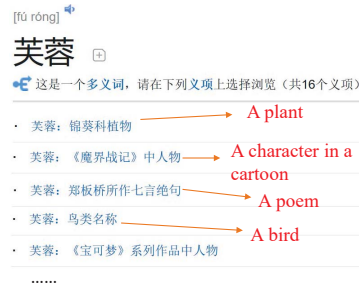 [fú róng]
芙蓉
这是一个多义词，请在下列义项上选择浏览（共16个义项）
· 芙蓉：锦葵科植物
A plant
· 芙蓉：《魔界战记》中人物
A character in a cartoon
· 芙蓉：郑板桥所作七言绝句
A poem
· 芙蓉：鸟类名称
A bird
· 芙蓉：《宝可梦》系列作品中人物
......